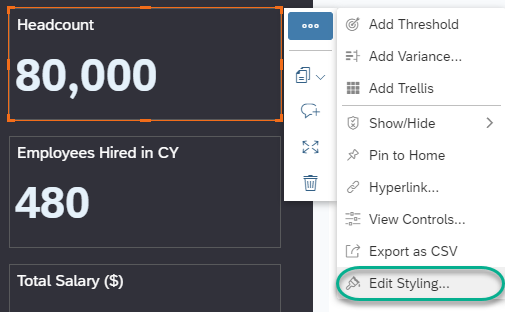 Headcount
80,000
Employees Hired in CY
480
Total Salary ($)
Add Threshold
Add Variance...
Add Trellis
Show/Hide
Pin to Home
Hyperlink...
View Controls...
Export as CSV
Edit Styling...